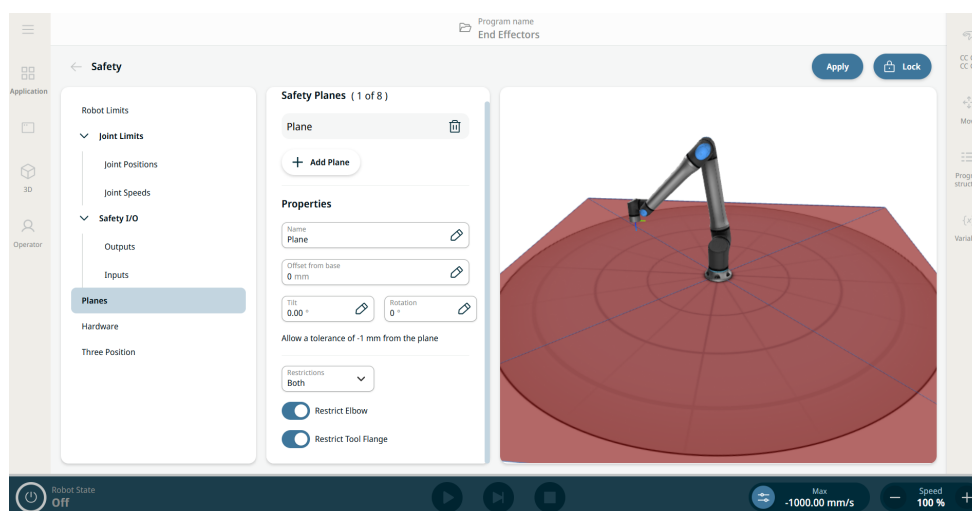 Program name
End Effectors
Safety
Apply
Lock
Application
3D
Operator
Robot Limits
Joint Limits
Joint Positions
Joint Speeds
Safety I/O
Outputs
Inputs
Planes
Hardware
Three Position
Safety Planes ( 1 of 8 )
Plane
Add Plane
Properties
Name
Plane
Offset from base
0 mm
Tilt
0.00 °
Rotation
0 °
Allow a tolerance of -1 mm from the plane
Restrictions
Both
Restrict Elbow
Restrict Tool Flange
CC
CC
Robot State
Off
Max
-1000.00 mm/s
Speed
100 %